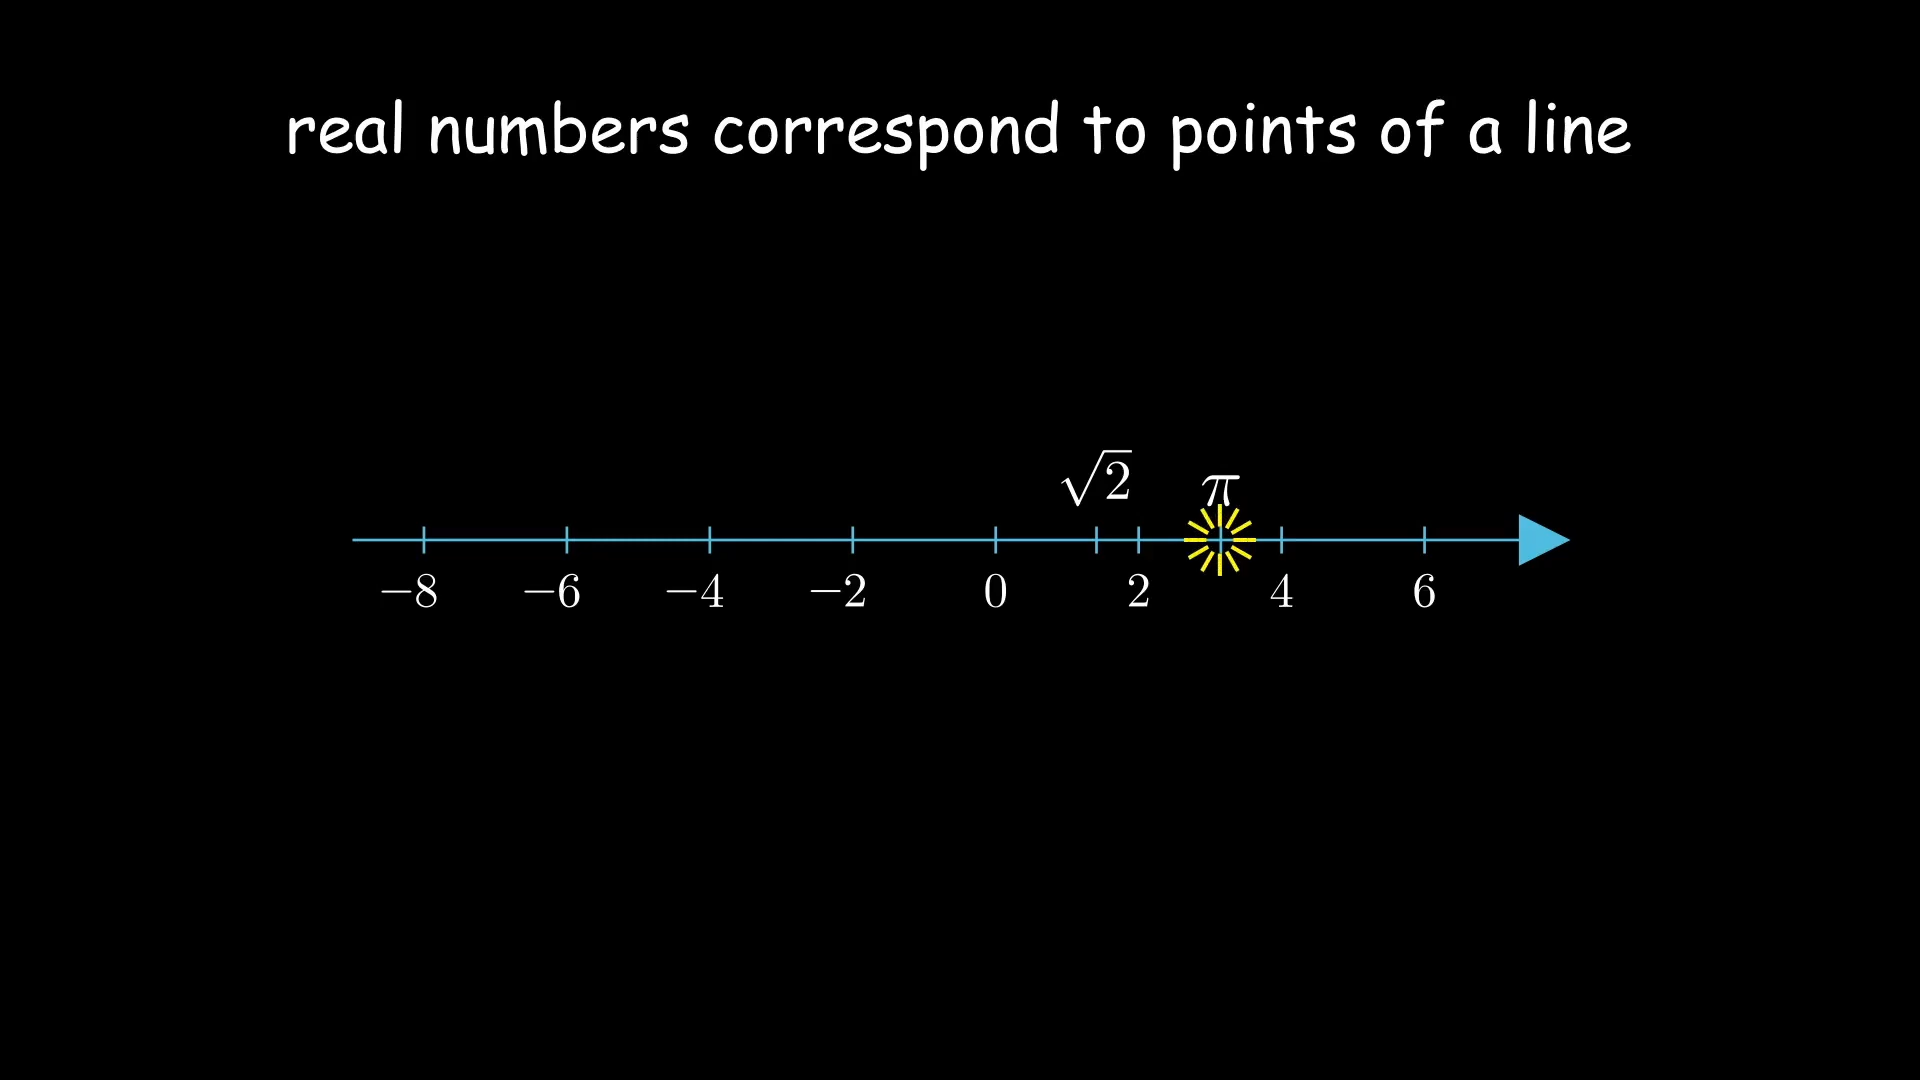 real numbers correspond to points of a line
√2 π
−8 −6 −4 −2 0 2 4 6